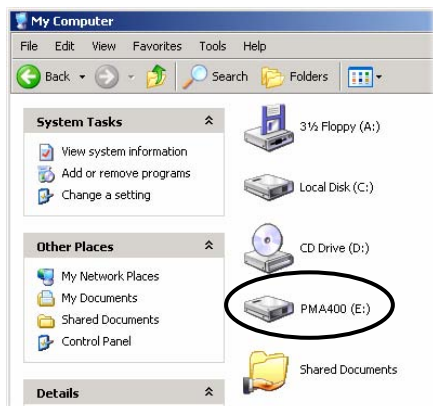 My Computer
File Edit View Favorites Tools Help
Back Search Folders
System Tasks
View system information
Add or remove programs
Change a setting
Other Places
My Network Places
My Documents
Shared Documents
Control Panel
Details
3½ Floppy (A:)
Local Disk (C:)
CD Drive (D:)
PMA400 (E:)
Shared Documents